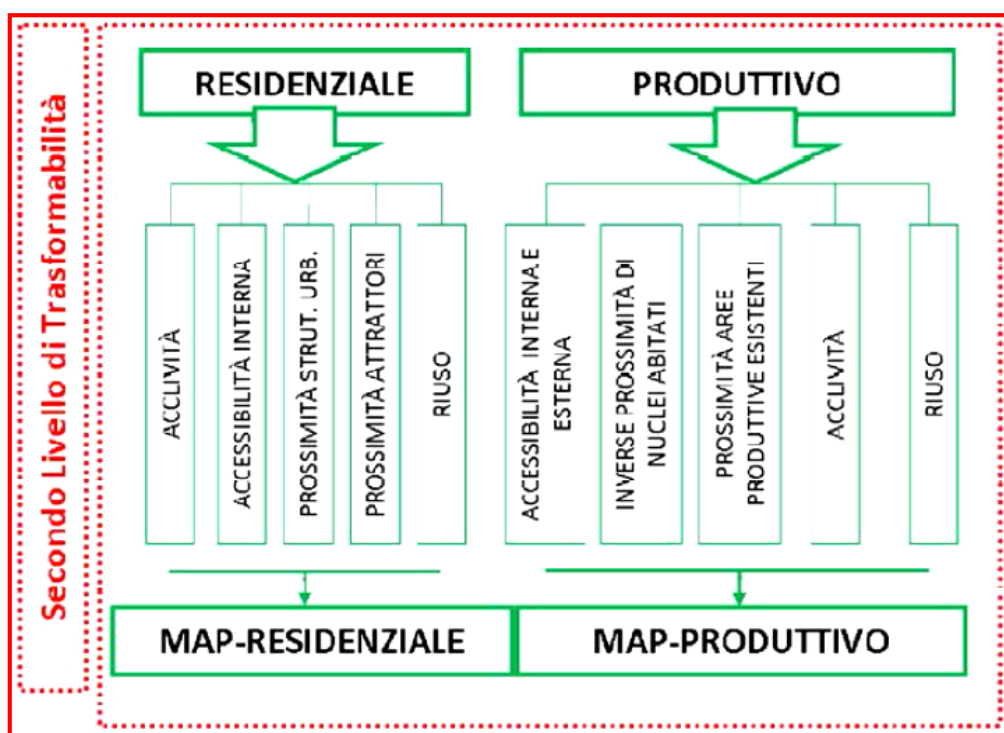 Secondo Livello di Trasformabilità
RESIDENZIALE
ACCLIVITÀ
ACCESSIBILITÀ INTERNA
PROSSIMITÀ STRUT. URB.
PROSSIMITÀ ATTRATTORI
RIUSO
MAP-RESIDENZIALE
PRODUTTIVO
ACCESSIBILITÀ INTERNA E
ESTERNA
INVERSE PROSSIMITÀ DI
NUCLEI ABITATI
PROSSIMITÀ AREE
PRODUTTIVE ESISTENTI
ACCLIVITÀ
RIUSO
MAP-PRODUTTIVO